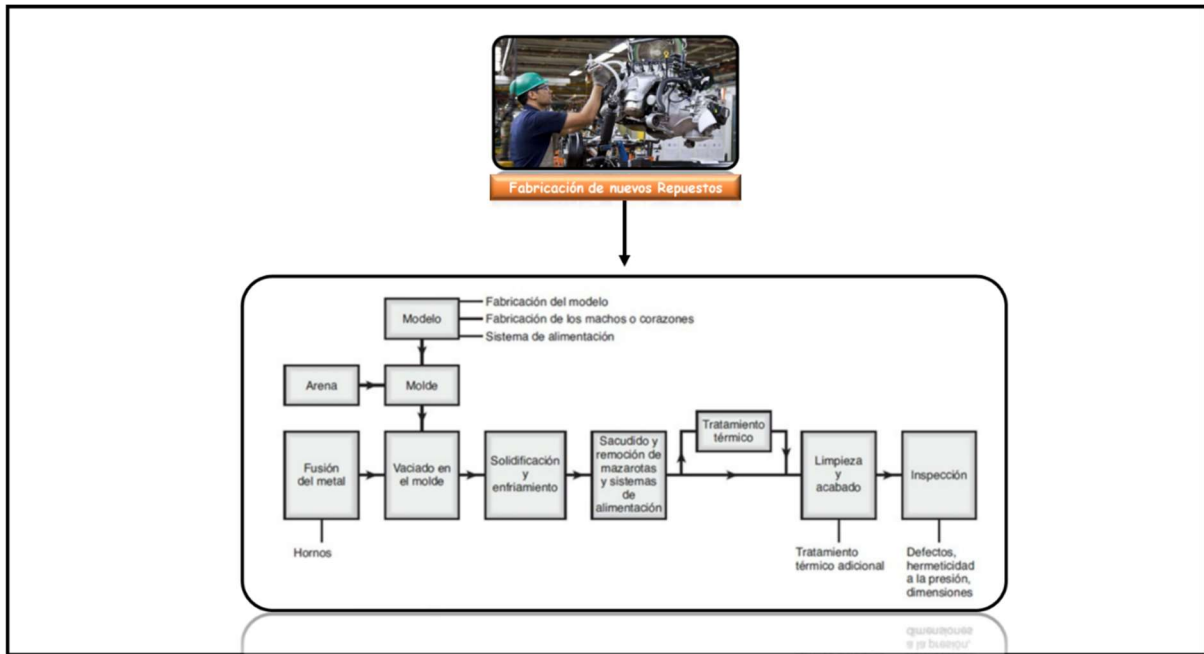 Fabricación de nuevos Repuestos
Modelo
Fabricación del modelo
Fabricación de los machos o corazones
Sistema de alimentación
Arena
Molde
Fusión
del metal
Vaciado en
el molde
Solidificación
y
enfriamiento
Sacudido y
remoción de
mazarotas
y sistemas
de
alimentación
Tratamiento
térmico
Limpieza
y
acabado
Inspección
Hornos
Tratamiento
térmico adicional
Defectos,
hermeticidad
a la presión,
dimensiones